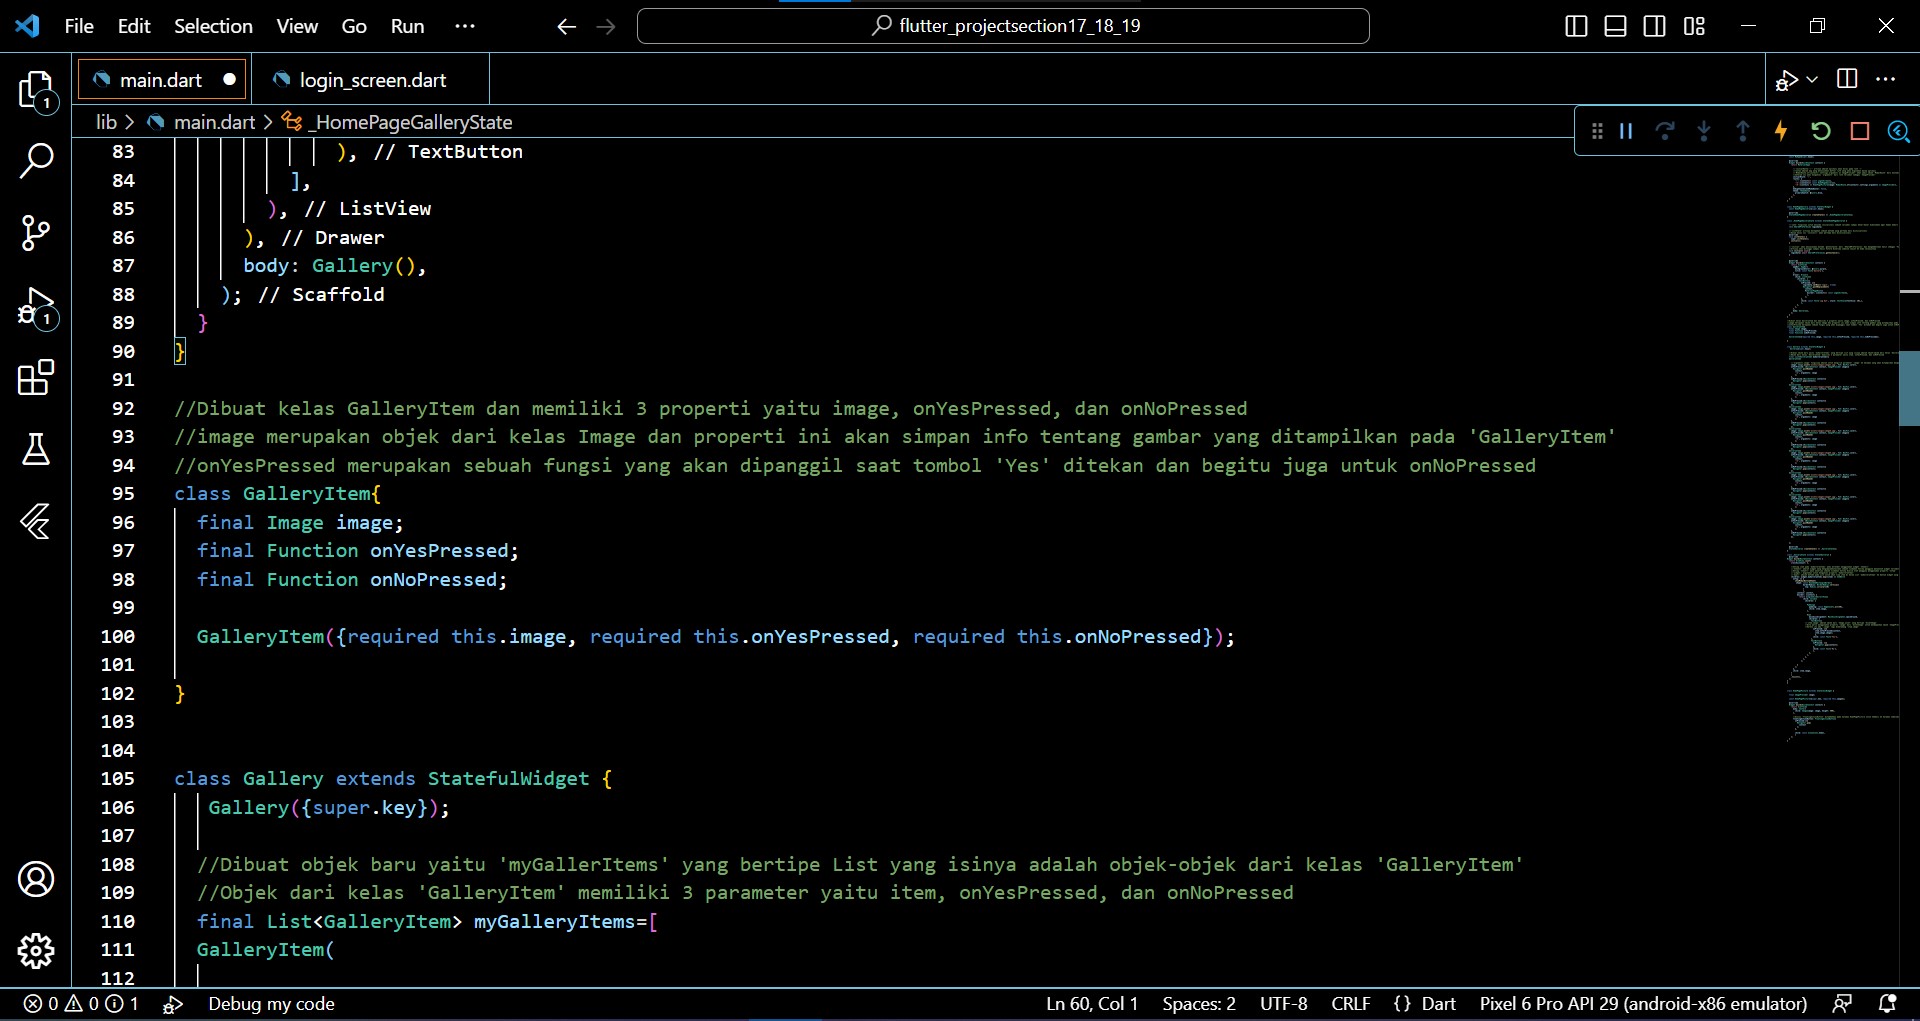 File Edit Selection View Go Run ···
flutter_projectsection17_18_19
main.dart
login_screen.dart
lib > main.dart > _HomePageGalleryState
83 ), // TextButton
84 ],
85 ), // ListView
86 ), // Drawer
87 body: Gallery(),
88 ); // Scaffold
89 }
90 }
91
92 //Dibuat kelas GalleryItem dan memiliki 3 properti yaitu image, onYesPressed, dan onNoPressed
93 //image merupakan objek dari kelas Image dan properti ini akan simpan info tentang gambar yang ditampilkan pada 'GalleryItem'
94 //onYesPressed merupakan sebuah fungsi yang akan dipanggil saat tombol 'Yes' ditekan dan begitu juga untuk onNoPressed
95 class GalleryItem{
96 final Image image;
97 final Function onYesPressed;
98 final Function onNoPressed;
99
100 GalleryItem({required this.image, required this.onYesPressed, required this.onNoPressed});
101
102 }
103
104
105 class Gallery extends StatefulWidget {
106 Gallery({super.key});
107
108 //Dibuat objek baru yaitu 'myGallerItems' yang bertipe List yang isinya adalah objek-objek dari kelas 'GalleryItem'
109 //Objek dari kelas 'GalleryItem' memiliki 3 parameter yaitu item, onYesPressed, dan onNoPressed
110 final List<GalleryItem> myGalleryItems=[
111 GalleryItem(
112
1
1
0 0 1 Debug my code Ln 60, Col 1 Spaces: 2 UTF-8 CRLF {} Dart Pixel 6 Pro API 29 (android-x86 emulator)